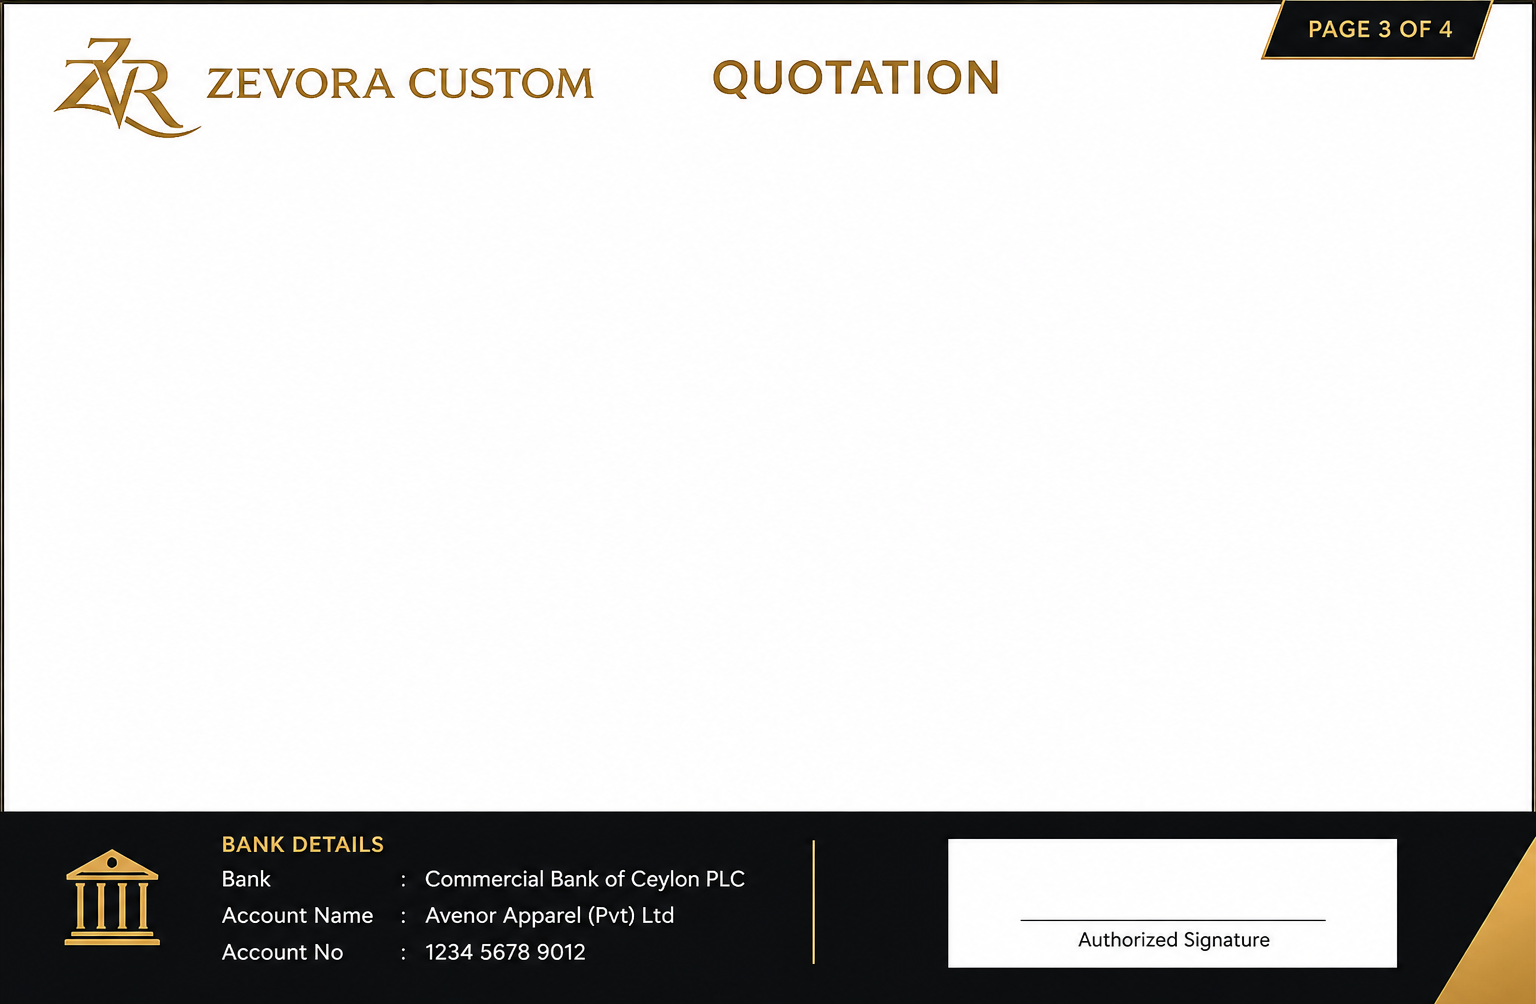 PAGE 3 OF 4
ZVR ZEVORA CUSTOM
QUOTATION
BANK DETAILS
Bank : Commercial Bank of Ceylon PLC
Account Name : Avenor Apparel (Pvt) Ltd
Account No : 1234 5678 9012
Authorized Signature